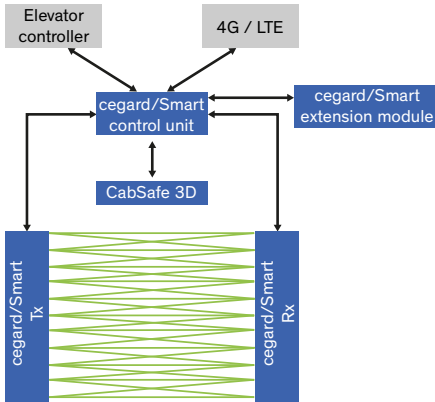 Elevator
controller
4G / LTE
cegard/Smart
control unit
cegard/Smart
extension module
CabSafe 3D
cegard/Smart
Tx
cegard/Smart
Rx